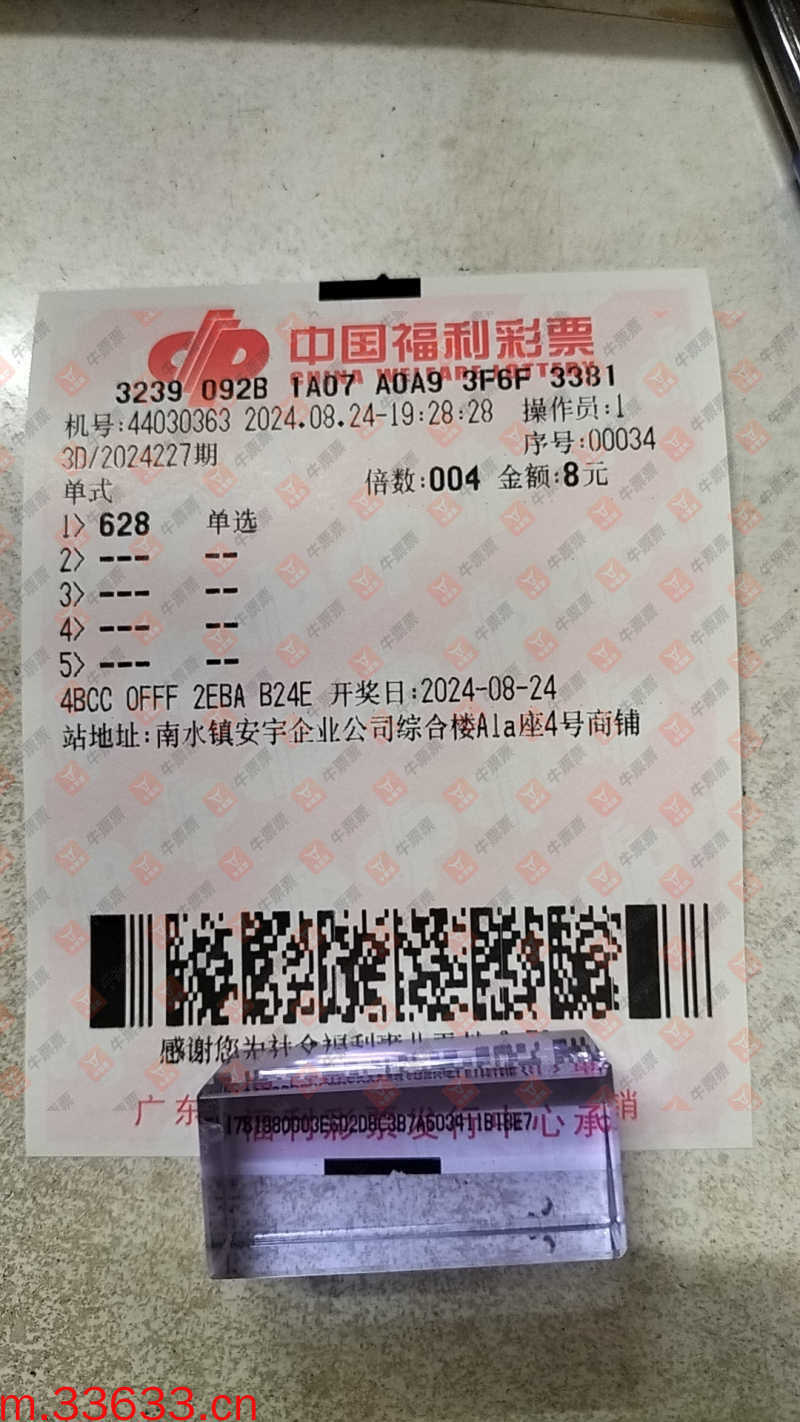 中国福利彩票
CHINA WELFARE LOTTERY
3239 092B 1A07 A0A9 3F6F 3381
机号:44030363 2024.08.24-19:28:28 操作员:1
序号:00034
3D/2024227期
单式 倍数:004 金额:8元
1> 628 单选
2> --- --
3> --- --
4> --- --
5> --- --
4BCC 0FFF 2EBA B24E 开奖日:2024-08-24
站地址:南水镇安宇企业公司综合楼A1a座4号商铺
感谢您为社会福利事业
广东 福利彩票发行中心承销
牛票票
m.33633.cn